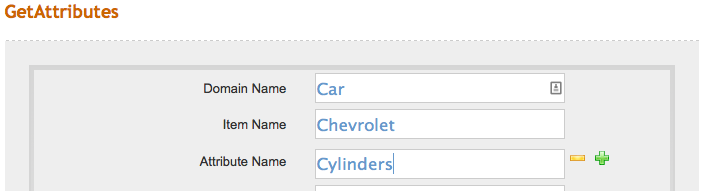 GetAttributes
Domain Name Car
Item Name Chevrolet
Attribute Name Cylinders